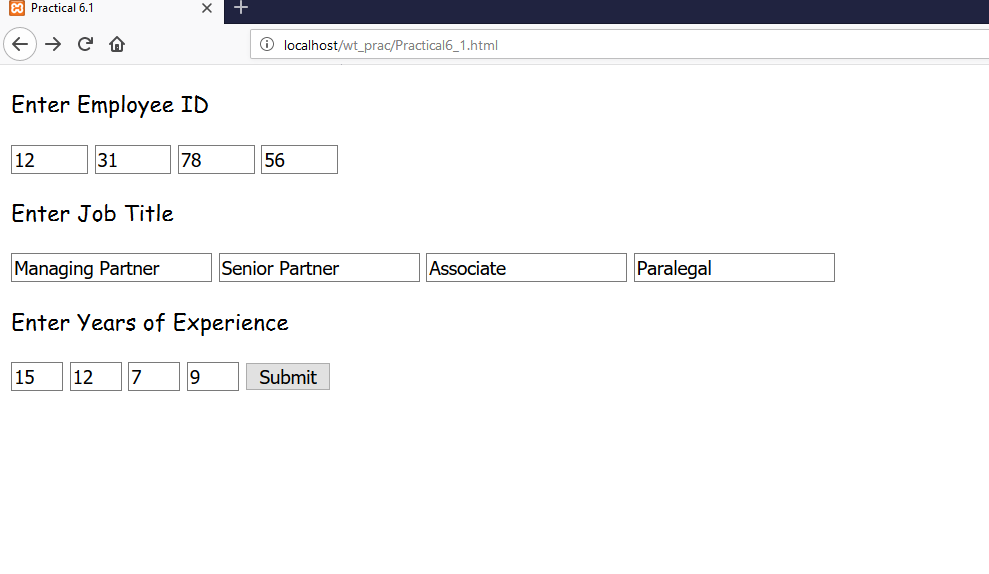 Practical 6.1
localhost/wt_prac/Practical6_1.html
Enter Employee ID
12 31 78 56
Enter Job Title
Managing Partner Senior Partner Associate Paralegal
Enter Years of Experience
15 12 7 9 Submit